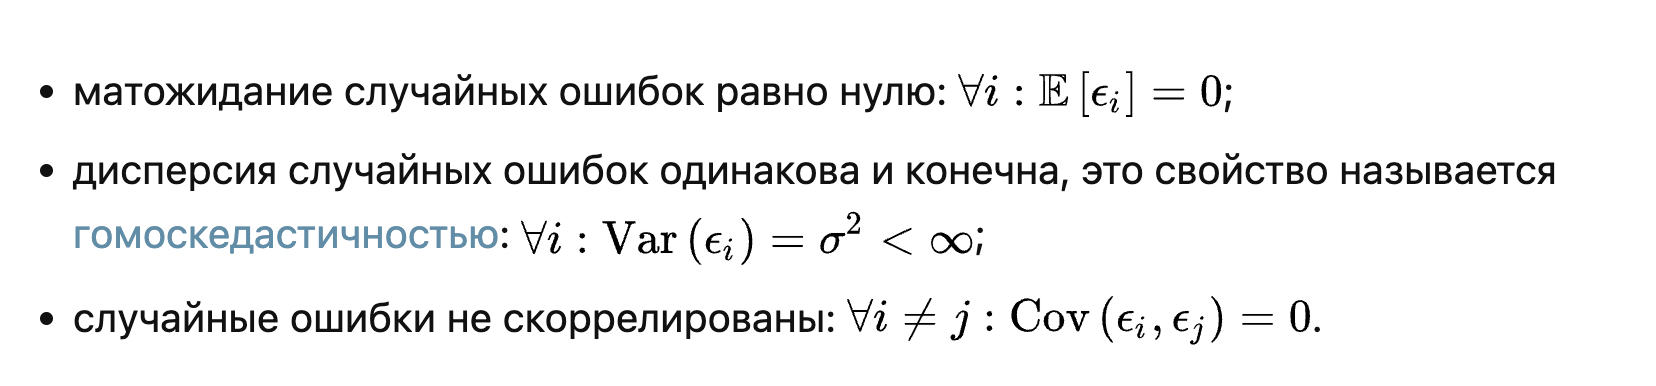 • матожидание случайных ошибок равно нулю: ∀i : 𝔼 [ϵᵢ] = 0;
• дисперсия случайных ошибок одинакова и конечна, это свойство называется
гомоскедастичностью: ∀i : Var (ϵᵢ) = σ² < ∞;
• случайные ошибки не скоррелированы: ∀i ≠ j : Cov (ϵᵢ, ϵⱼ) = 0.